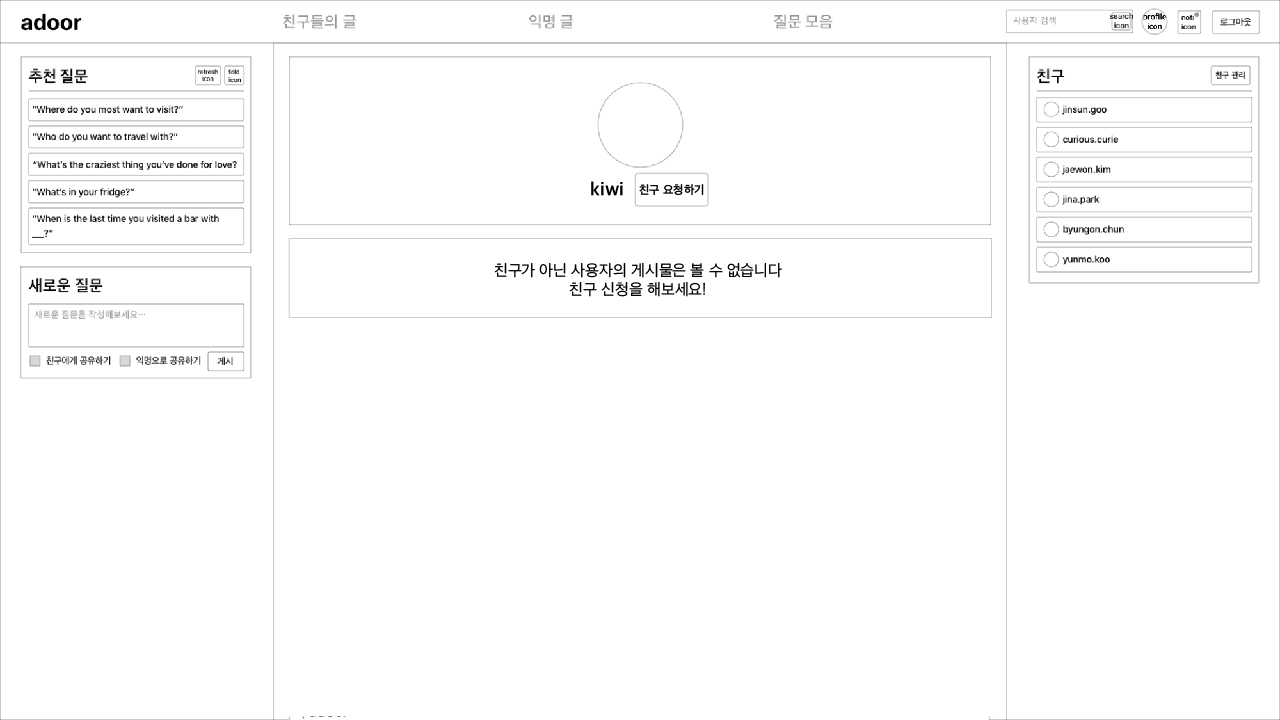 adoor
친구들의 글
익명 글
질문 모음
사용자 검색
search
icon
profile
icon
noti
icon
로그아웃
추천 질문
refresh
icon
fold
icon
"Where do you most want to visit?"
"Who do you want to travel with?"
"What's the craziest thing you've done for love?
"What's in your fridge?"
"When is the last time you visited a bar with
__?"
새로운 질문
새로운 질문을 작성해보세요…
친구에게 공유하기
익명으로 공유하기
게시
kiwi
친구 요청하기
친구가 아닌 사용자의 게시물은 볼 수 없습니다
친구 신청을 해보세요!
친구
친구 관리
jinsun.goo
curious.curie
jaewon.kim
jina.park
byungon.chun
yunmo.koo